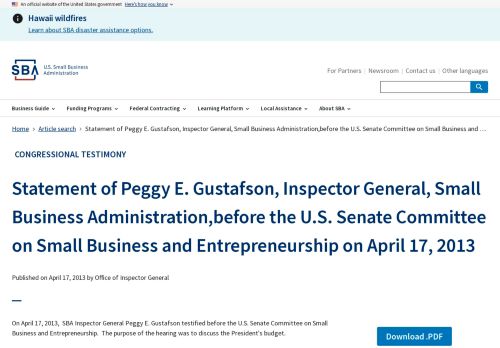 An official website of the United States government Here's how you know
Hawaii wildfires
Learn about SBA disaster assistance options.
SBA U.S. Small Business
Administration
For Partners Newsroom Contact us Other languages
Business Guide Funding Programs Federal Contracting Learning Platform Local Assistance About SBA
Home Article search Statement of Peggy E. Gustafson, Inspector General, Small Business Administration,before the U.S. Senate Committee on Small Business and ...
CONGRESSIONAL TESTIMONY
Statement of Peggy E. Gustafson, Inspector General, Small
Business Administration,before the U.S. Senate Committee
on Small Business and Entrepreneurship on April 17, 2013
Published on April 17, 2013 by Office of Inspector General
On April 17, 2013, SBA Inspector General Peggy E. Gustafson testified before the U.S. Senate Committee on Small
Business and Entrepreneurship. The purpose of the hearing was to discuss the President's budget.
Download .PDF